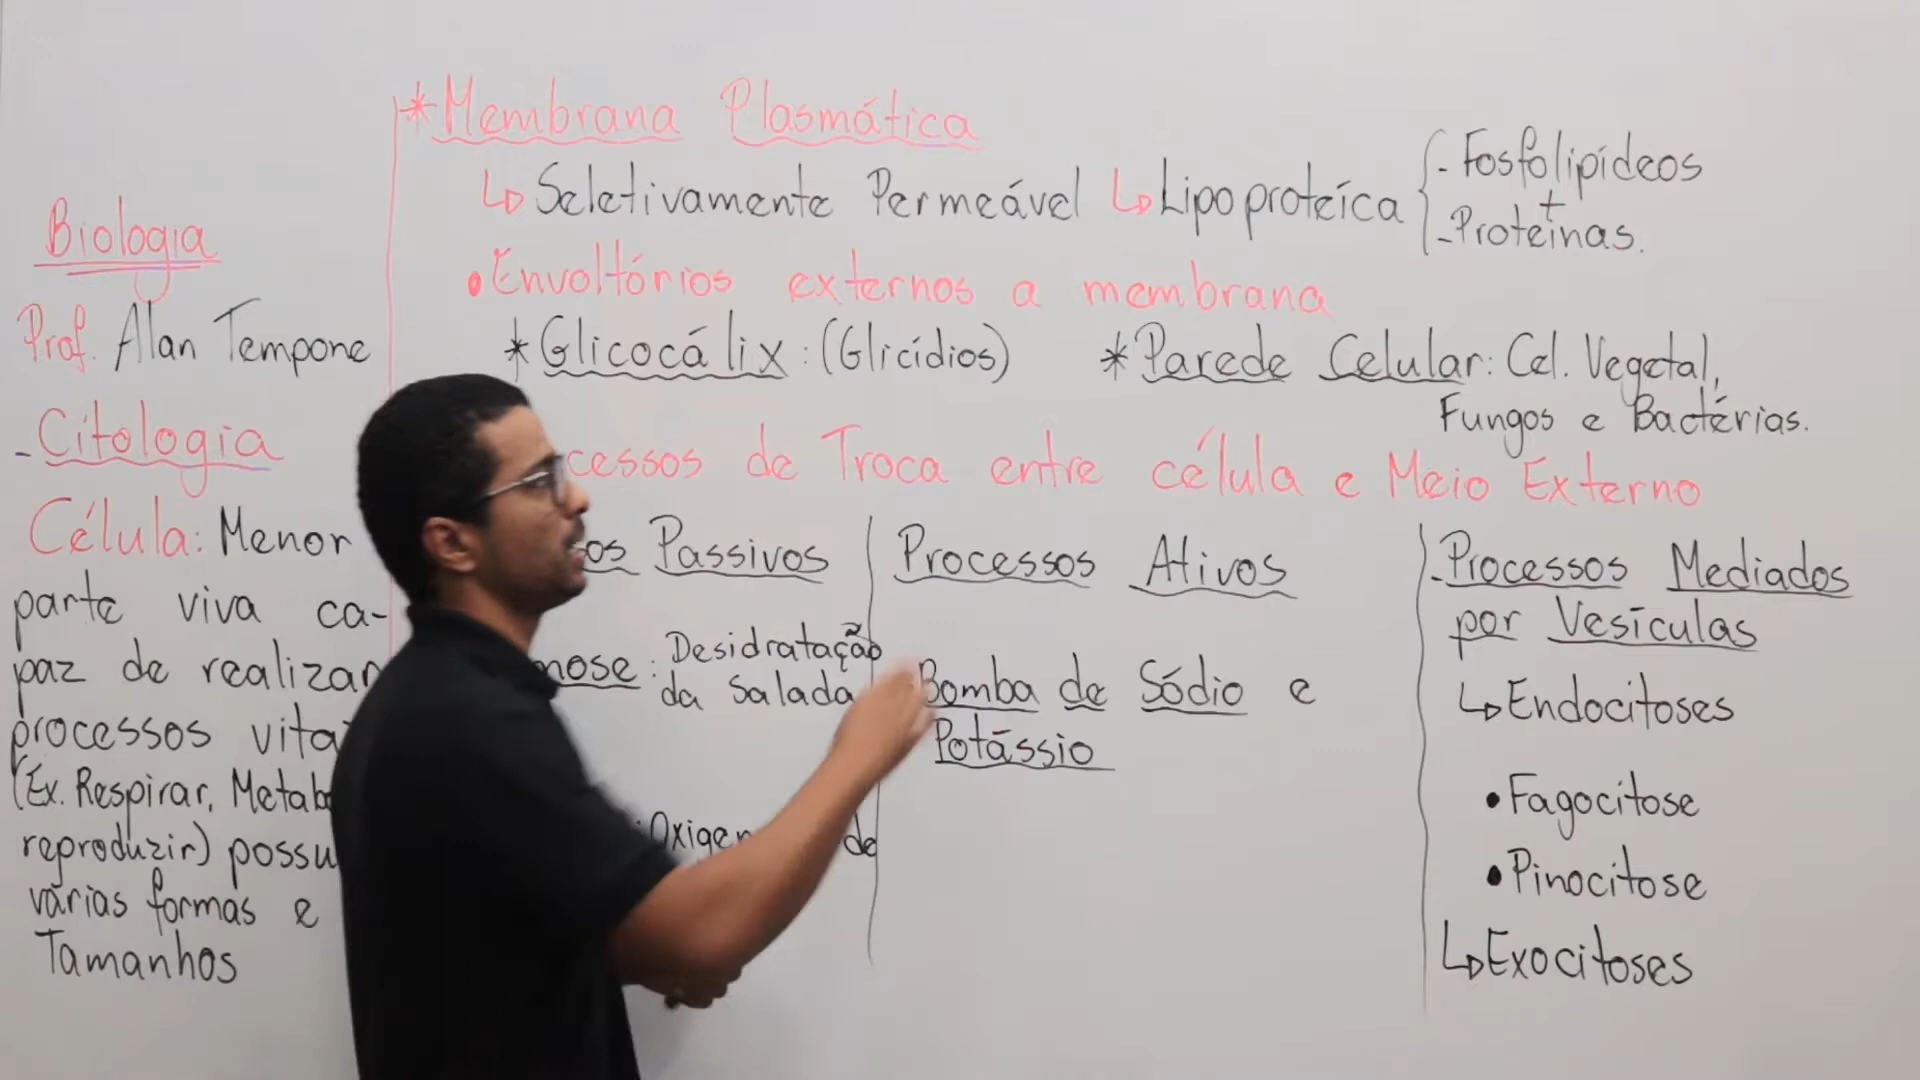 Biologia
Prof. Alan Tempone
- Citologia
Célula: Menor
parte viva ca-
paz de realizar
processos
(Ex. Respirar,
reproduzir)
várias formas e
Tamanhos
* Membrana Plasmática
↳ Seletivamente Permeável ↳ Lipoproteíca
- Fosfolipídeos
+
- Proteínas.
• Envoltórios externos a membrana
* Glicocálix: (Glicídios) * Parede Celular: Cel. Vegetal,
Fungos e Bactérias.
de Troca entre célula e Meio Externo
Passivos
: Desidratação
da Salada
de
Processos Ativos
Bomba de Sódio e
Potássio
- Processos Mediados
por Vesículas
↳ Endocitoses
• Fagocitose
• Pinocitose
↳ Exocitoses